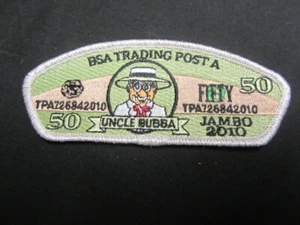 BSA TRADING POST A
50
FIFTY
TPA726842010
TPA726842010
50
UNCLE BUBBA
JAMBO
2010